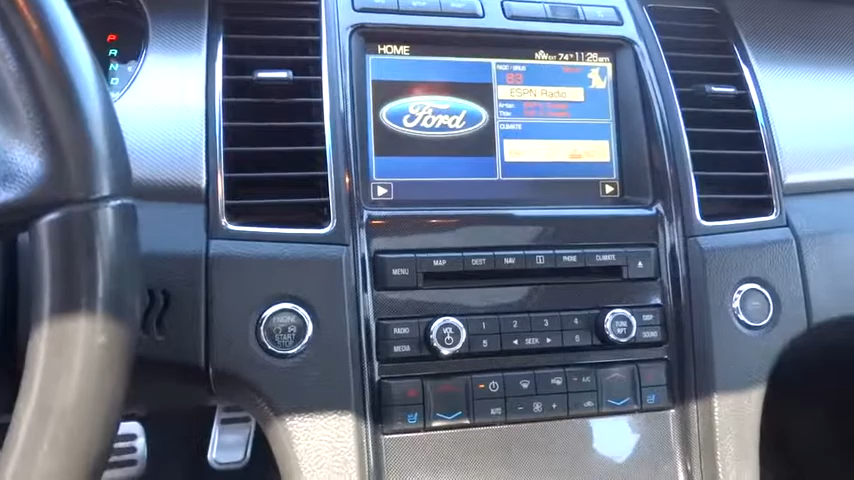 P
R
N
D
HOME
NW 74° 11:26am
83
ESPN Radio
Ford
CLIMATE
MENU
MAP DEST NAV PHONE CLIMATE
ENGINE
START
STOP
RADIO
MEDIA
VOL
1 2 3 4
5 SEEK 6
TUNE
DISP
SOUND
AUTO
A/C